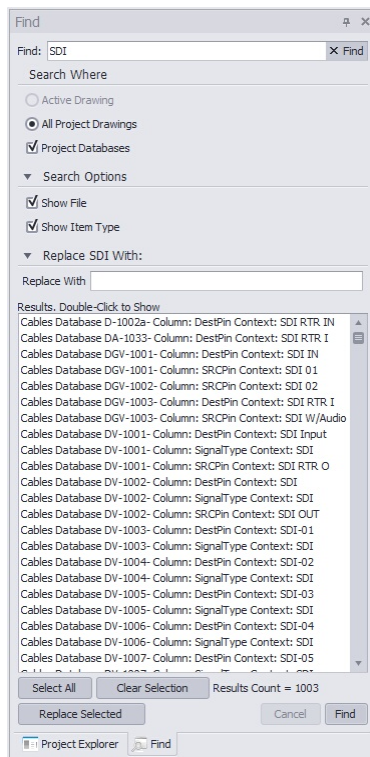 Find
Find: SDI × Find
Search Where
Active Drawing
All Project Drawings
Project Databases
Search Options
Show File
Show Item Type
Replace SDI With:
Replace With
Results. Double-Click to Show
Cables Database D-1002a- Column: DestPin Context: SDI RTR IN
Cables Database DA-1033- Column: DestPin Context: SDI RTR I
Cables Database DGV-1001- Column: DestPin Context: SDI IN
Cables Database DGV-1001- Column: SRCPin Context: SDI 01
Cables Database DGV-1002- Column: SRCPin Context: SDI 02
Cables Database DGV-1003- Column: DestPin Context: SDI RTR I
Cables Database DGV-1003- Column: SRCPin Context: SDI W/Audio
Cables Database DV-1001- Column: DestPin Context: SDI Input
Cables Database DV-1001- Column: SignalType Context: SDI
Cables Database DV-1001- Column: SRCPin Context: SDI RTR O
Cables Database DV-1002- Column: DestPin Context: SDI
Cables Database DV-1002- Column: SignalType Context: SDI
Cables Database DV-1002- Column: SRCPin Context: SDI OUT
Cables Database DV-1003- Column: DestPin Context: SDI-01
Cables Database DV-1003- Column: SignalType Context: SDI
Cables Database DV-1004- Column: DestPin Context: SDI-02
Cables Database DV-1004- Column: SignalType Context: SDI
Cables Database DV-1005- Column: DestPin Context: SDI-03
Cables Database DV-1005- Column: SignalType Context: SDI
Cables Database DV-1006- Column: DestPin Context: SDI-04
Cables Database DV-1006- Column: SignalType Context: SDI
Cables Database DV-1007- Column: DestPin Context: SDI-05
Select All Clear Selection Results Count = 1003
Replace Selected Cancel Find
Project Explorer Find